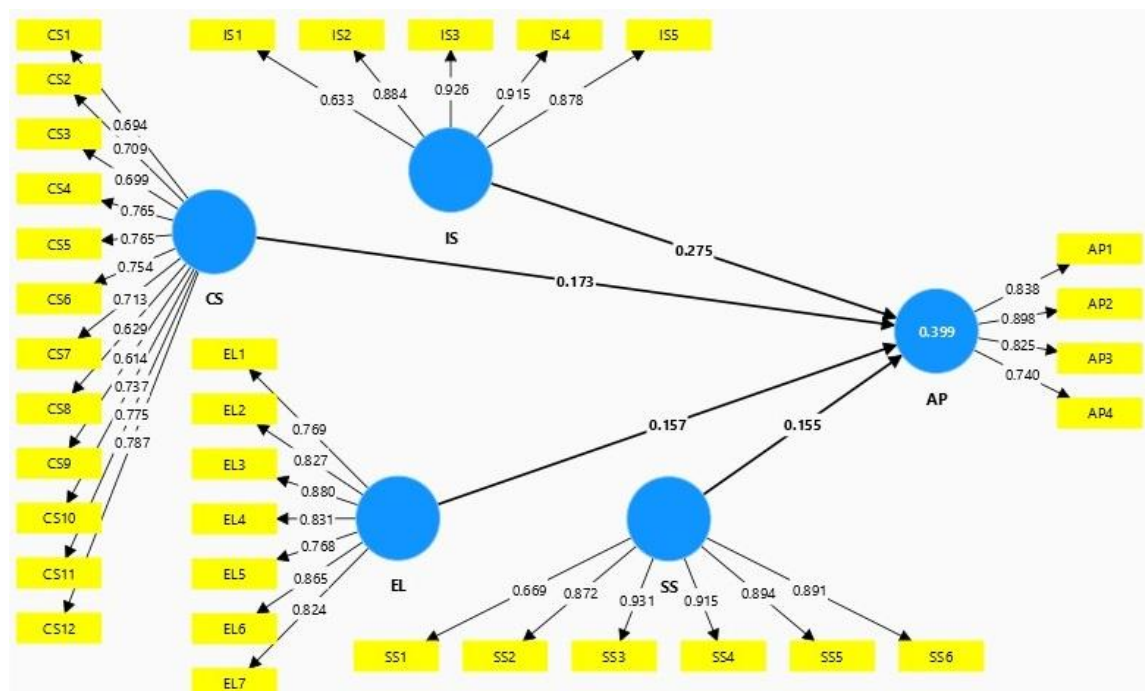 CS1
CS2
CS3
CS4
CS5
CS6
CS7
CS8
CS9
CS10
CS11
CS12
0.694
0.709
0.699
0.765
0.765
0.754
0.713
0.629
0.614
0.737
0.775
0.787
CS
IS1 IS2 IS3 IS4 IS5
0.633 0.884 0.926 0.915 0.878
IS
0.275
0.173
0.157
0.155
EL1
EL2
EL3
EL4
EL5
EL6
EL7
0.769
0.827
0.880
0.831
0.768
0.865
0.824
EL
SS
0.669 0.872 0.931 0.915 0.894 0.891
SS1 SS2 SS3 SS4 SS5 SS6
0.399
AP
0.838
0.898
0.825
0.740
AP1
AP2
AP3
AP4